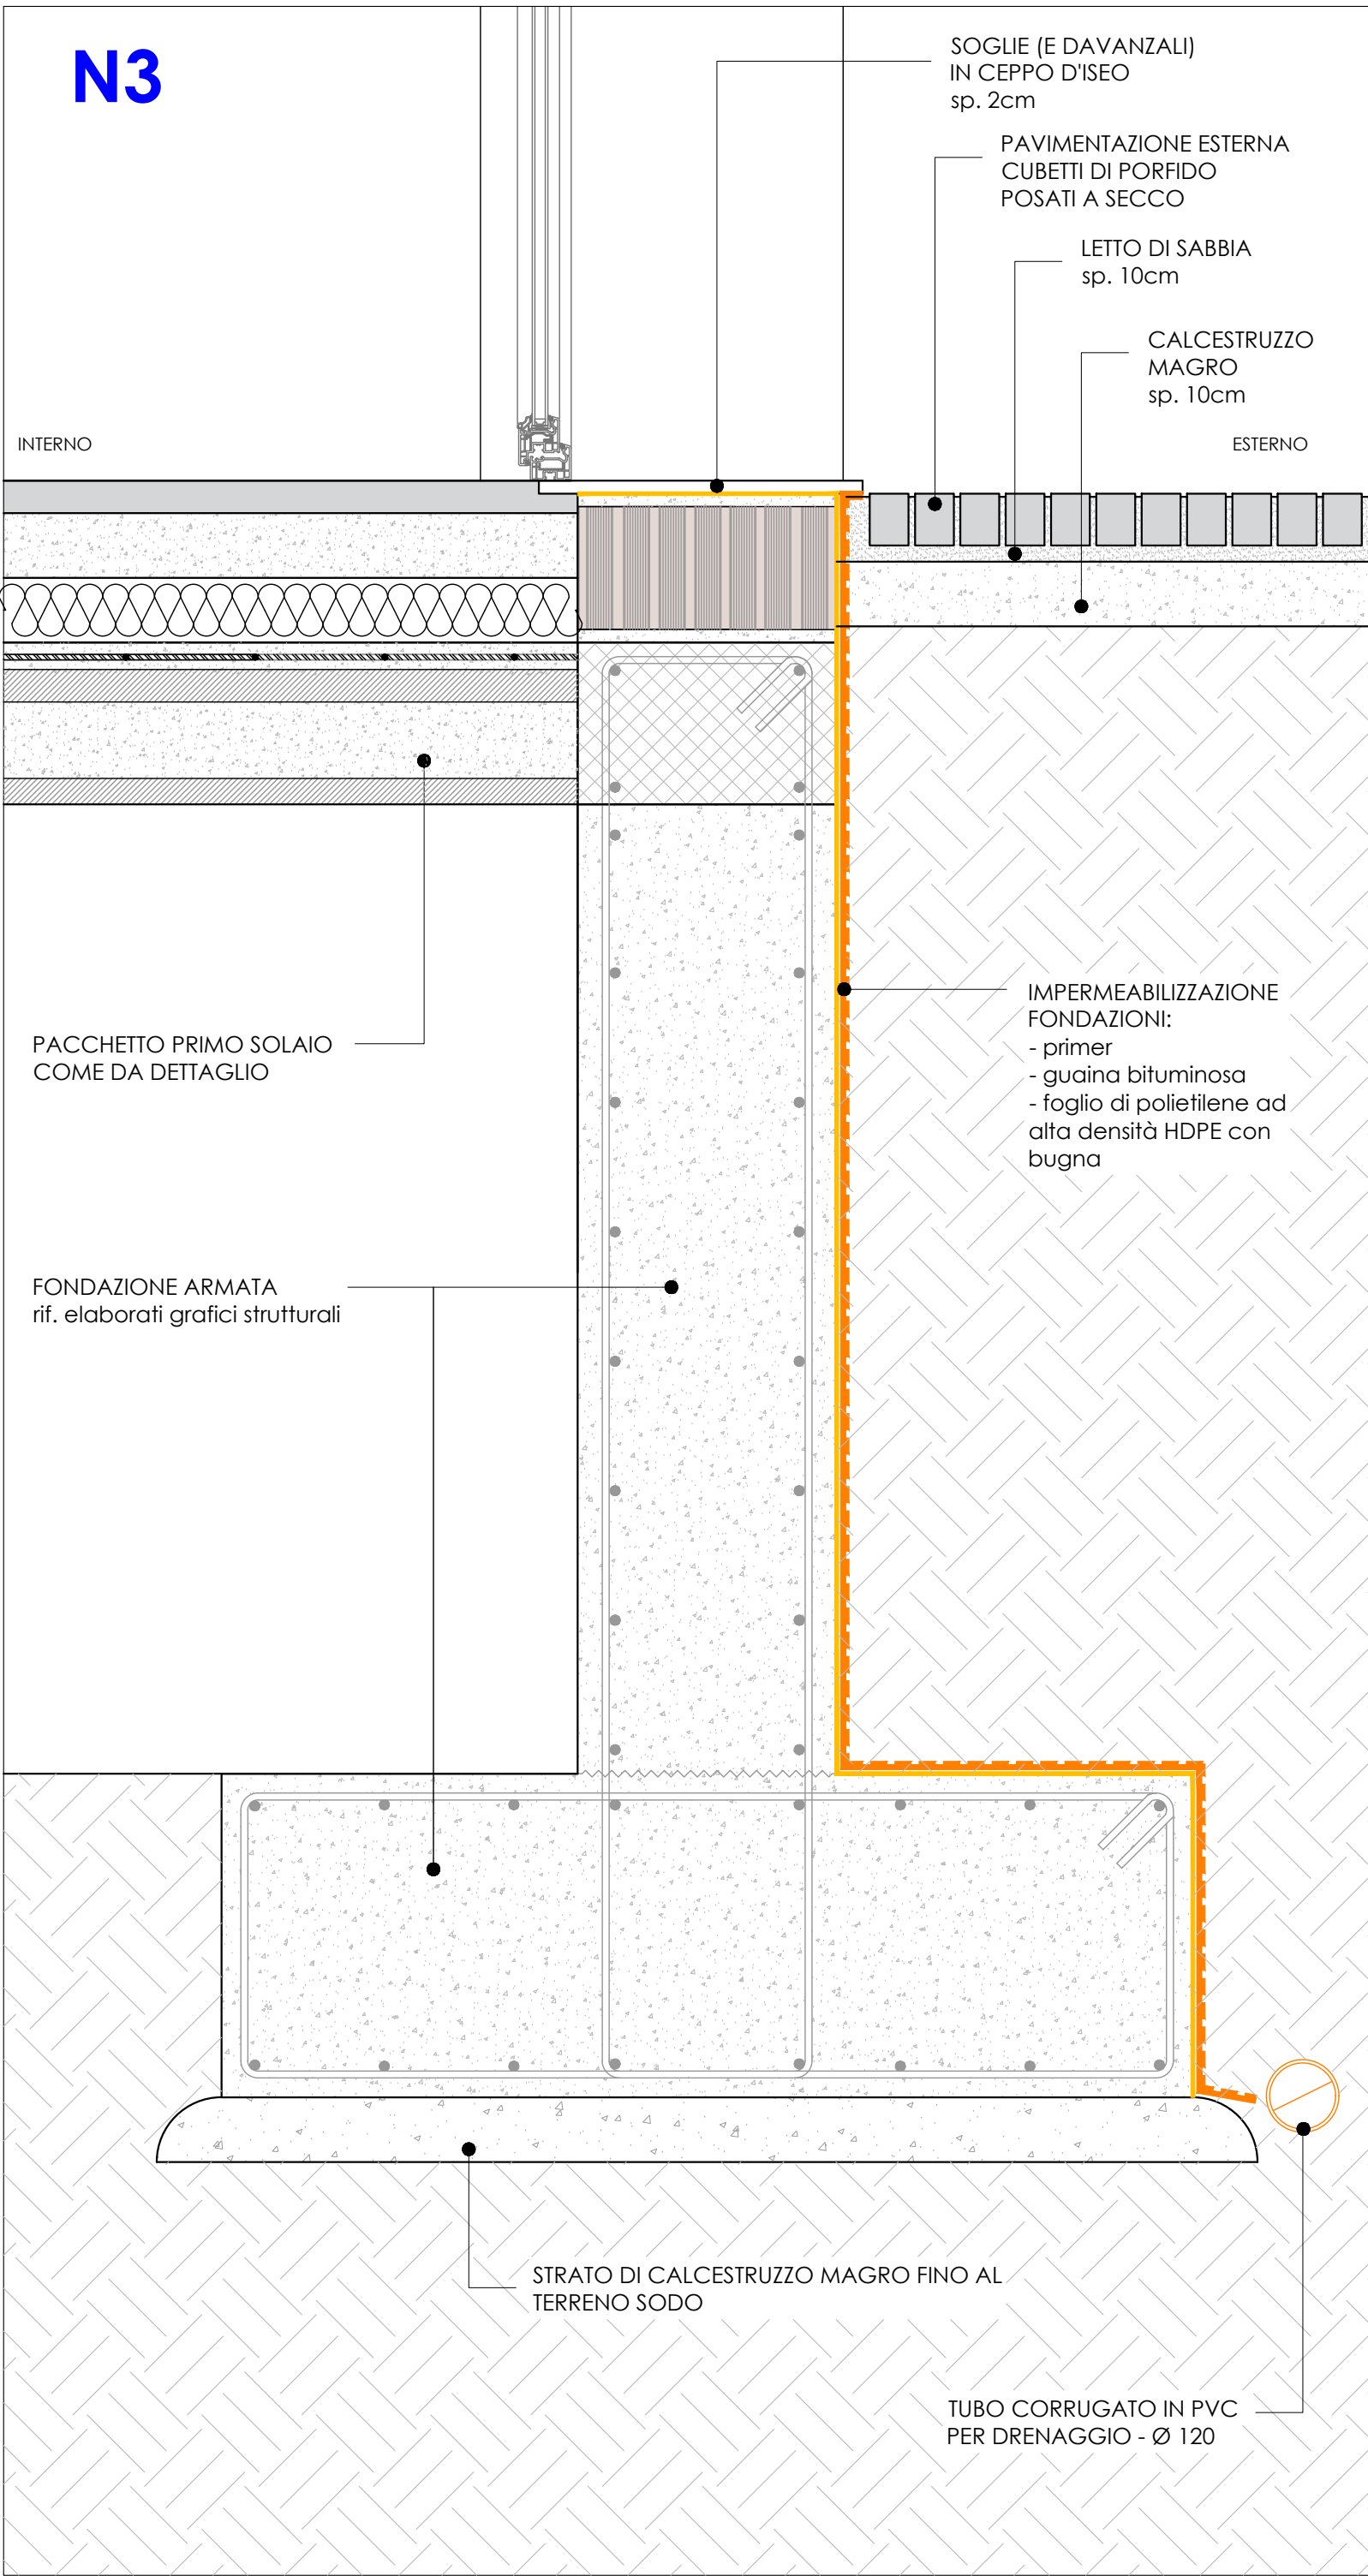 N3
SOGLIE (E DAVANZALI)
IN CEPPO D'ISEO
sp. 2cm
PAVIMENTAZIONE ESTERNA
CUBETTI DI PORFIDO
POSATI A SECCO
LETTO DI SABBIA
sp. 10cm
CALCESTRUZZO
MAGRO
sp. 10cm
INTERNO
ESTERNO
IMPERMEABILIZZAZIONE
FONDAZIONI:
- primer
- guaina bituminosa
- foglio di polietilene ad
alta densità HDPE con
bugna
PACCHETTO PRIMO SOLAIO
COME DA DETTAGLIO
FONDAZIONE ARMATA
rif. elaborati grafici strutturali
STRATO DI CALCESTRUZZO MAGRO FINO AL
TERRENO SODO
TUBO CORRUGATO IN PVC
PER DRENAGGIO - Ø 120